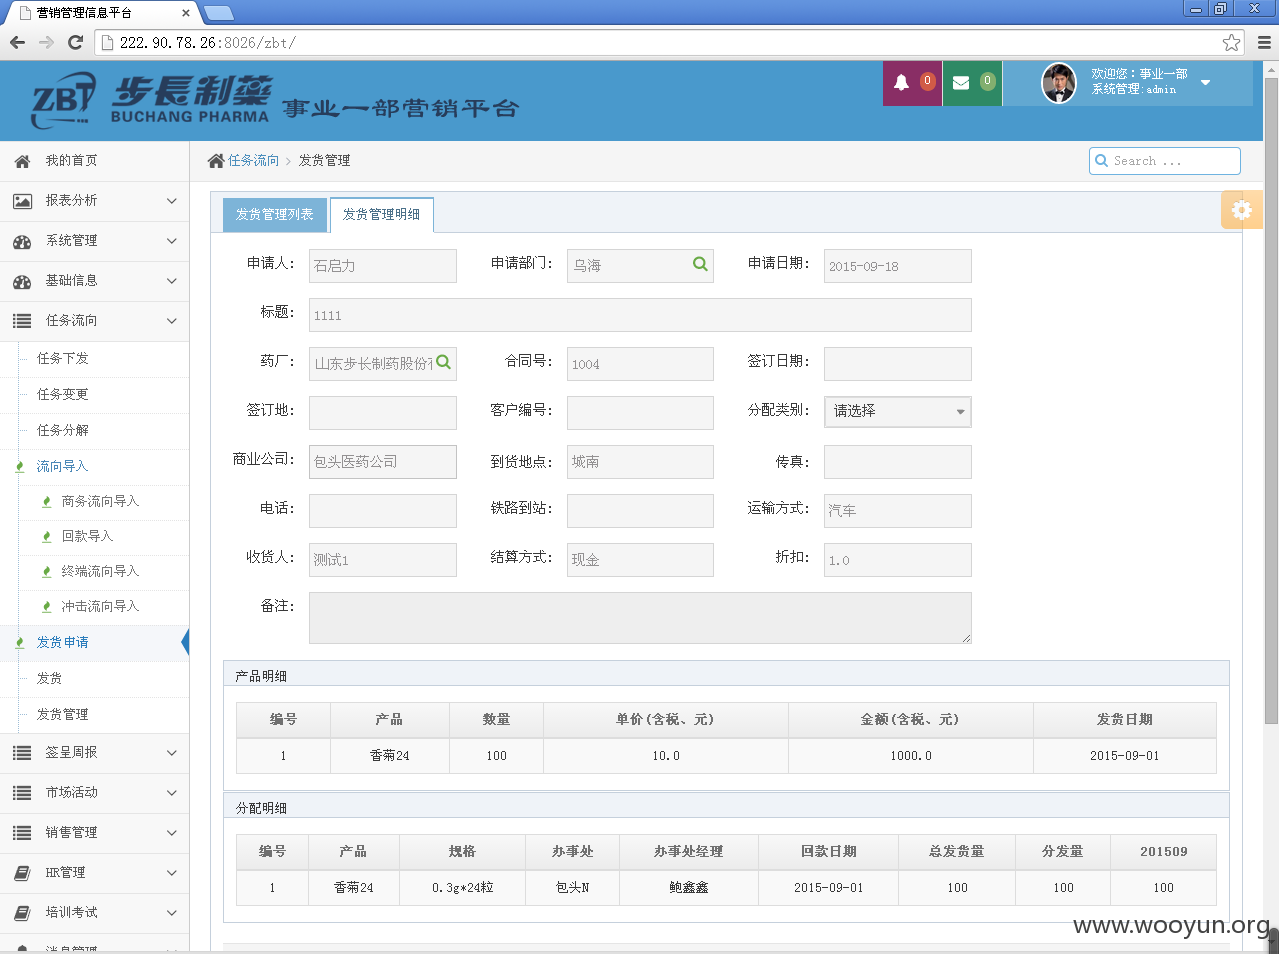 营销管理信息平台
222.90.78.26:8026/zbt/
ZBT 步長制藥 BUCHANG PHARMA 事业一部营销平台
0 0 欢迎您：事业一部
系统管理:admin
我的首页
报表分析
系统管理
基础信息
任务流向
任务下发
任务变更
任务分解
流向导入
商务流向导入
回款导入
终端流向导入
冲击流向导入
发货申请
发货
发货管理
签呈周报
市场活动
销售管理
HR管理
培训考试
消息管理
任务流向 > 发货管理 Search ...
发货管理列表 发货管理明细
申请人: 石启力 申请部门: 乌海 申请日期: 2015-09-18
标题: 1111
药厂: 山东步长制药股份 合同号: 1004 签订日期:
签订地: 客户编号: 分配类别: 请选择
商业公司: 包头医药公司 到货地点: 城南 传真:
电话: 铁路到站: 运输方式: 汽车
收货人: 测试1 结算方式: 现金 折扣: 1.0
备注:
产品明细
编号 产品 数量 单价(含税、元) 金额(含税、元) 发货日期
1 香菊24 100 10.0 1000.0 2015-09-01
分配明细
编号 产品 规格 办事处 办事处经理 回款日期 总发货量 分发量 201509
1 香菊24 0.3g*24粒 包头N 鲍鑫鑫 2015-09-01 100 100 100
www.wooyun.org